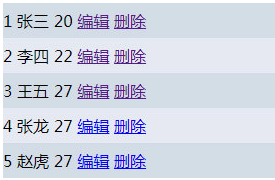 1 张三 20 编辑 删除
2 李四 22 编辑 删除
3 王五 27 编辑 删除
4 张龙 27 编辑 删除
5 赵虎 27 编辑 删除